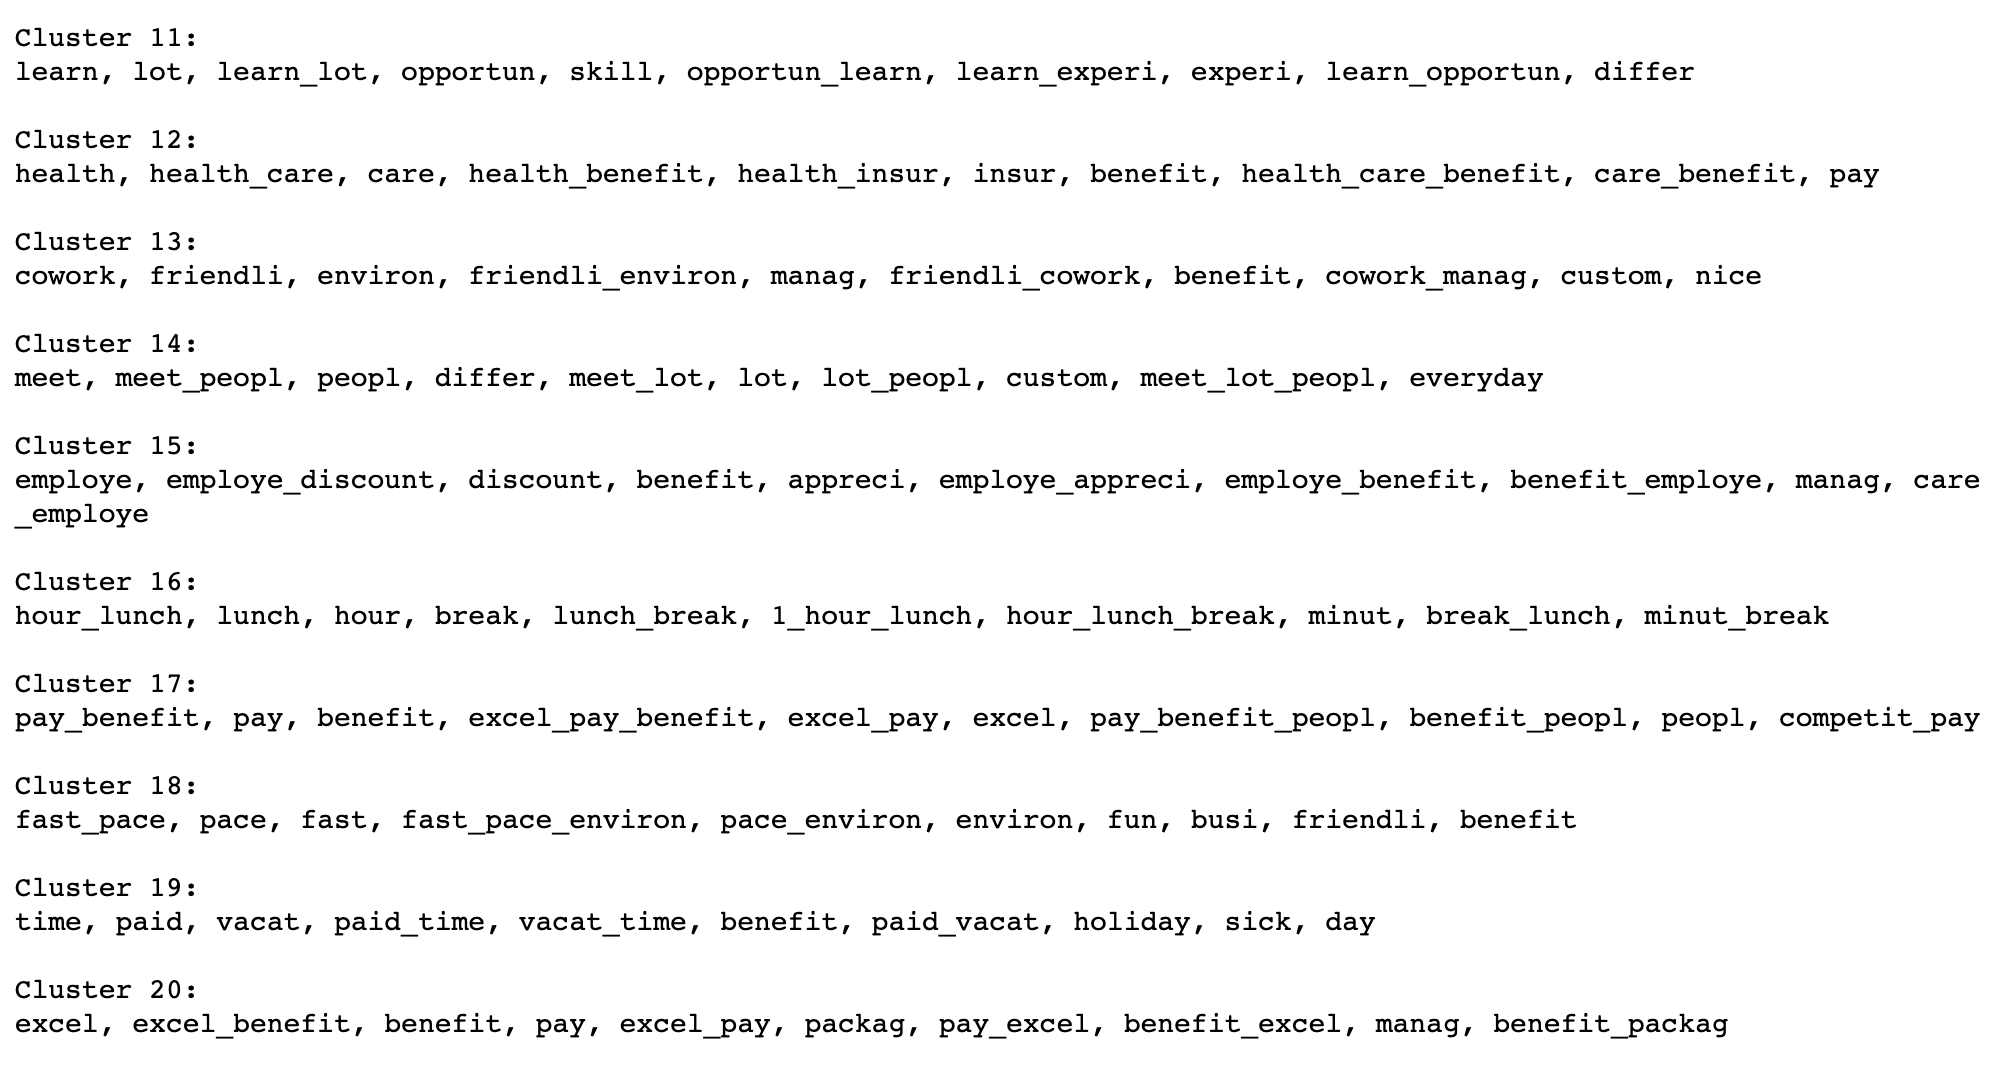 Cluster 11:
learn, lot, learn_lot, opportun, skill, opportun_learn, learn_experi, experi, learn_opportun, differ
Cluster 12:
health, health_care, care, health_benefit, health_insur, insur, benefit, health_care_benefit, care_benefit, pay
Cluster 13:
cowork, friendli, environ, friendli_environ, manag, friendli_cowork, benefit, cowork_manag, custom, nice
Cluster 14:
meet, meet_peopl, peopl, differ, meet_lot, lot, lot_peopl, custom, meet_lot_peopl, everyday
Cluster 15:
employe, employe_discount, discount, benefit, appreci, employe_appreci, employe_benefit, benefit_employe, manag, care
_employe
Cluster 16:
hour_lunch, lunch, hour, break, lunch_break, 1_hour_lunch, hour_lunch_break, minut, break_lunch, minut_break
Cluster 17:
pay_benefit, pay, benefit, excel_pay_benefit, excel_pay, excel, pay_benefit_peopl, benefit_peopl, peopl, competit_pay
Cluster 18:
fast_pace, pace, fast, fast_pace_environ, pace_environ, environ, fun, busi, friendli, benefit
Cluster 19:
time, paid, vacat, paid_time, vacat_time, benefit, paid_vacat, holiday, sick, day
Cluster 20:
excel, excel_benefit, benefit, pay, excel_pay, packag, pay_excel, benefit_excel, manag, benefit_packag